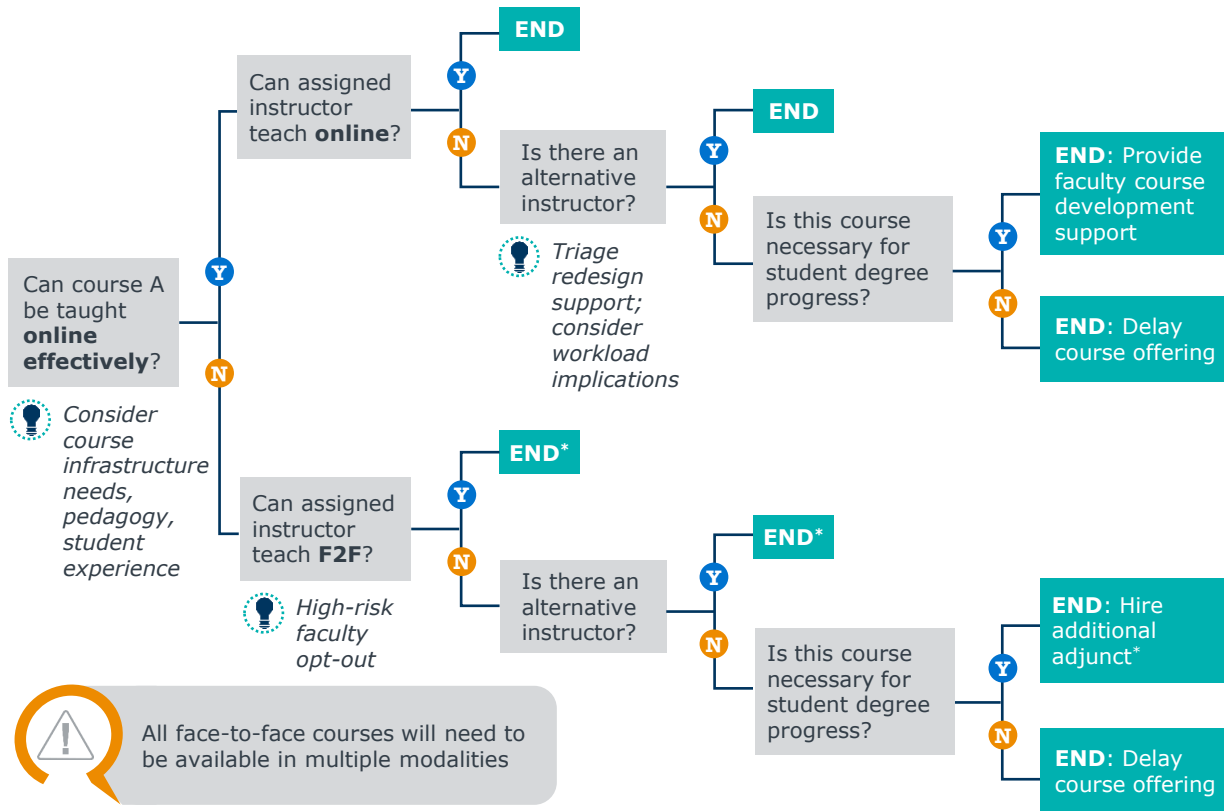 END
Y
Can assigned
instructor
teach online?
N
END
Y
Is there an
alternative
instructor?
N
Triage
redesign
support;
consider
workload
implications
END: Provide
faculty course
development
support
Y
Is this course
necessary for
student degree
progress?
N
END: Delay
course offering
Y
Can course A
be taught
online
effectively?
N
Consider
course
infrastructure
needs,
pedagogy,
student
experience
END*
Y
Can assigned
instructor
teach F2F?
N
High-risk
faculty
opt-out
END*
Y
Is there an
alternative
instructor?
N
END: Hire
additional
adjunct*
Y
Is this course
necessary for
student degree
progress?
N
END: Delay
course offering
All face-to-face courses will need to
be available in multiple modalities